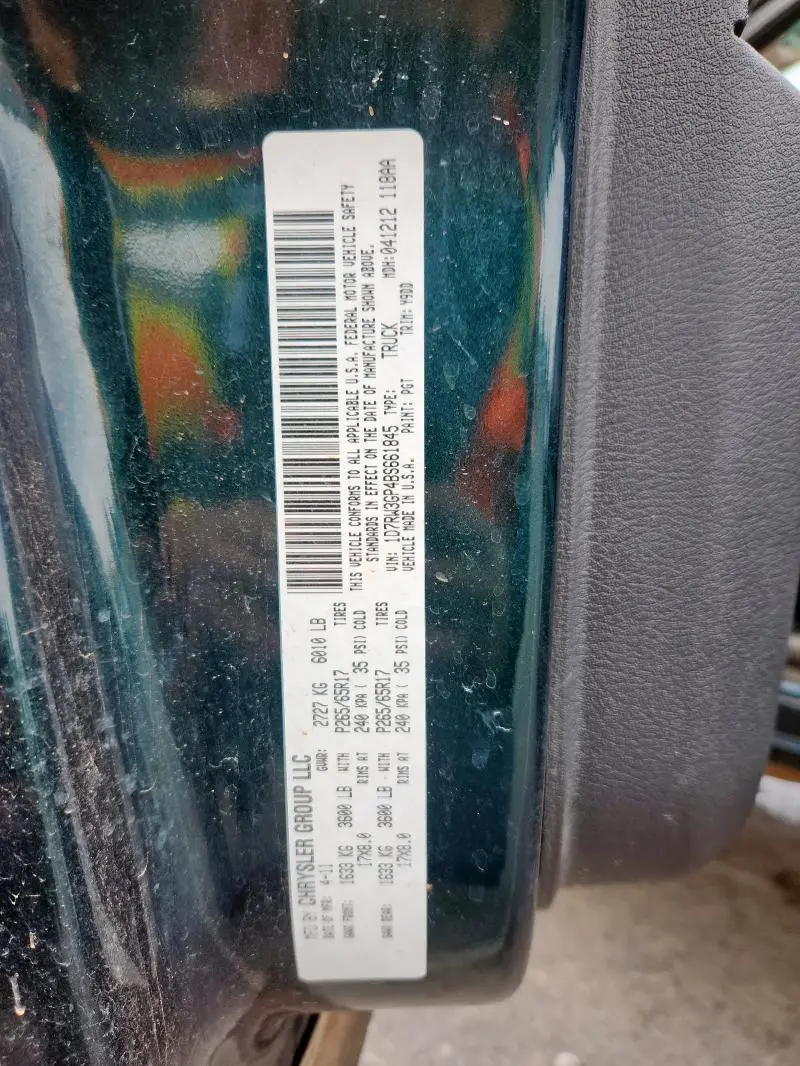 MFD BY CHRYSLER GROUP LLC
DATE OF MFR: 4-11 GVWR: 2727 KG 6010 LB
GAWR FRONT: 1633 KG 3600 LB WITH P265/65R17 TIRES
17X8.0 RIMS AT 240 KPA ( 35 PSI) COLD
GAWR REAR: 1633 KG 3600 LB WITH P265/65R17 TIRES
17X8.0 RIMS AT 240 KPA ( 35 PSI) COLD
THIS VEHICLE CONFORMS TO ALL APPLICABLE U.S.A. FEDERAL MOTOR VEHICLE SAFETY
STANDARDS IN EFFECT ON THE DATE OF MANUFACTURE SHOWN ABOVE.
VIN: 1D7RW3GP4BS661845 TYPE: TRUCK MDH:041212 118AA
VEHICLE MADE IN U.S.A. PAINT: PGT TRIM: Y9DD